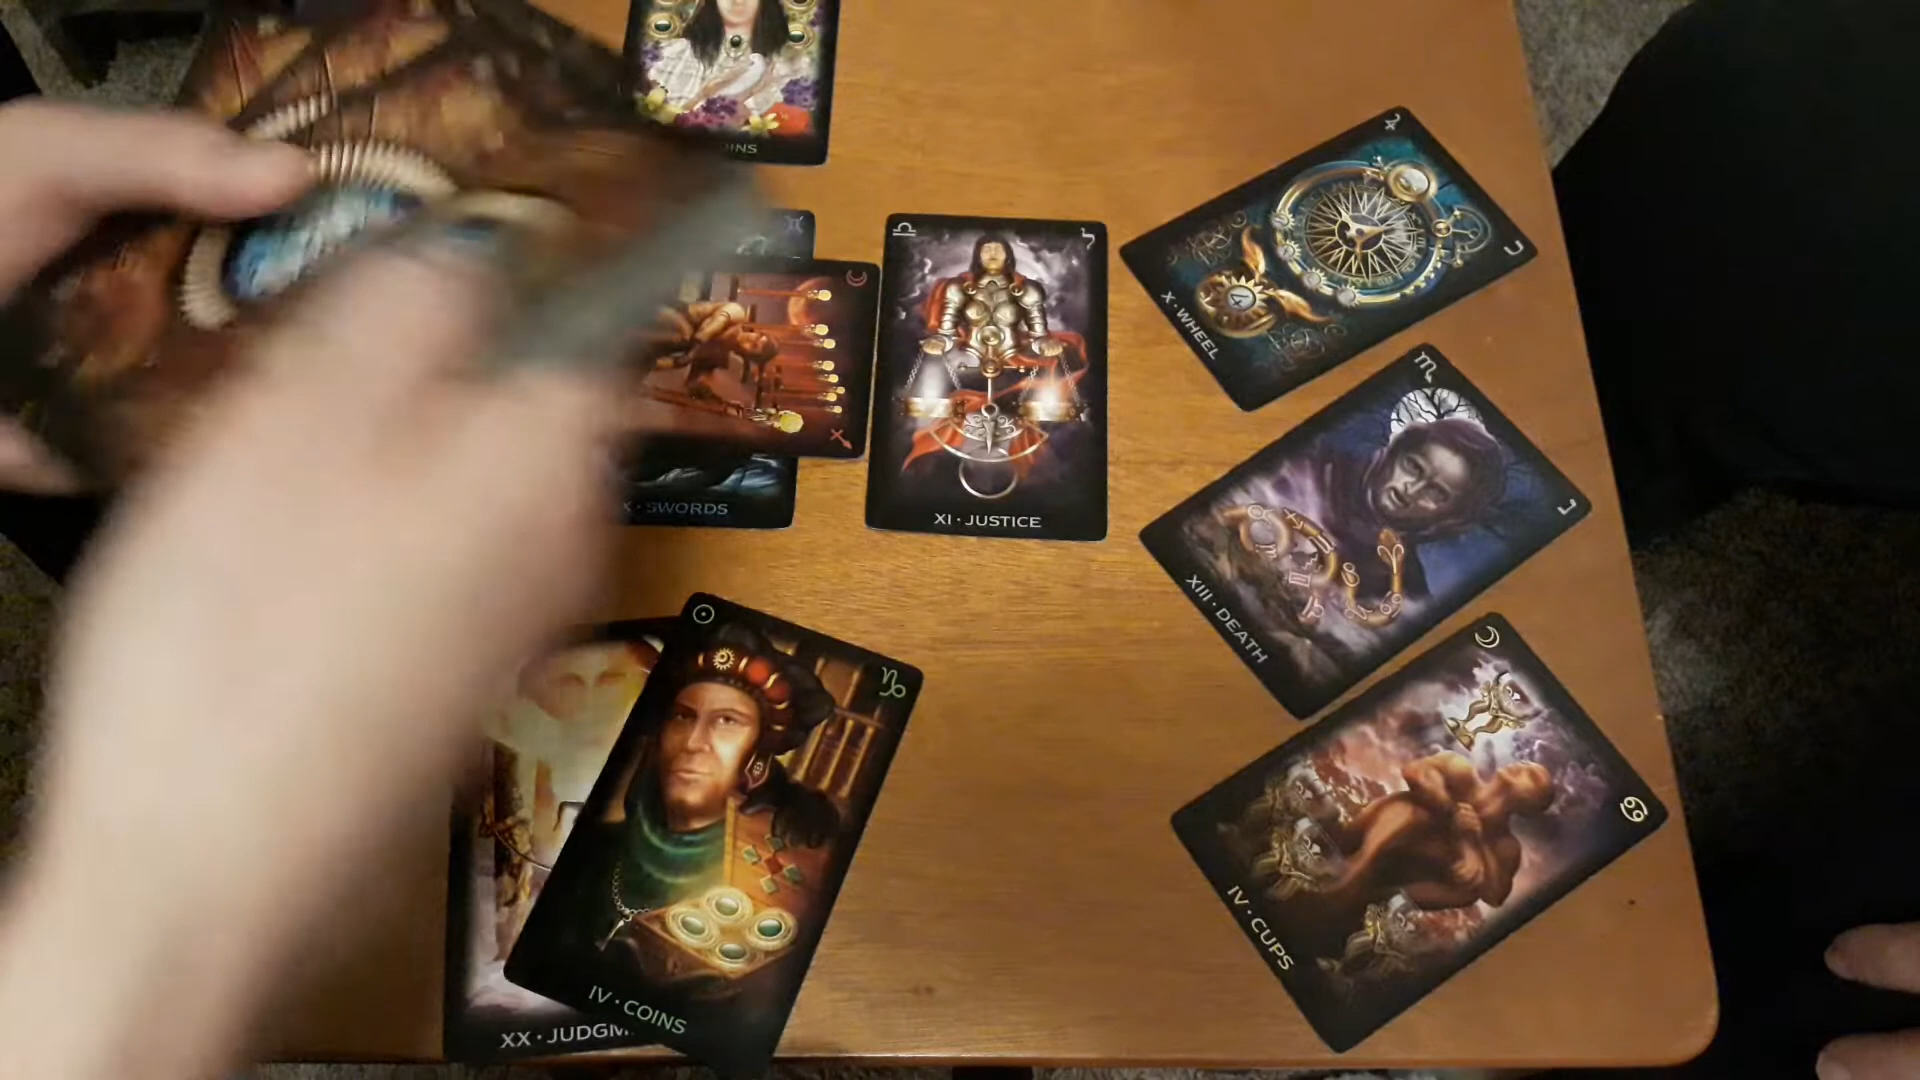 INS
X · WHEEL
X · SWORDS
XI · JUSTICE
XIII · DEATH
IV · CUPS
IV · COINS
XX · JUDGM